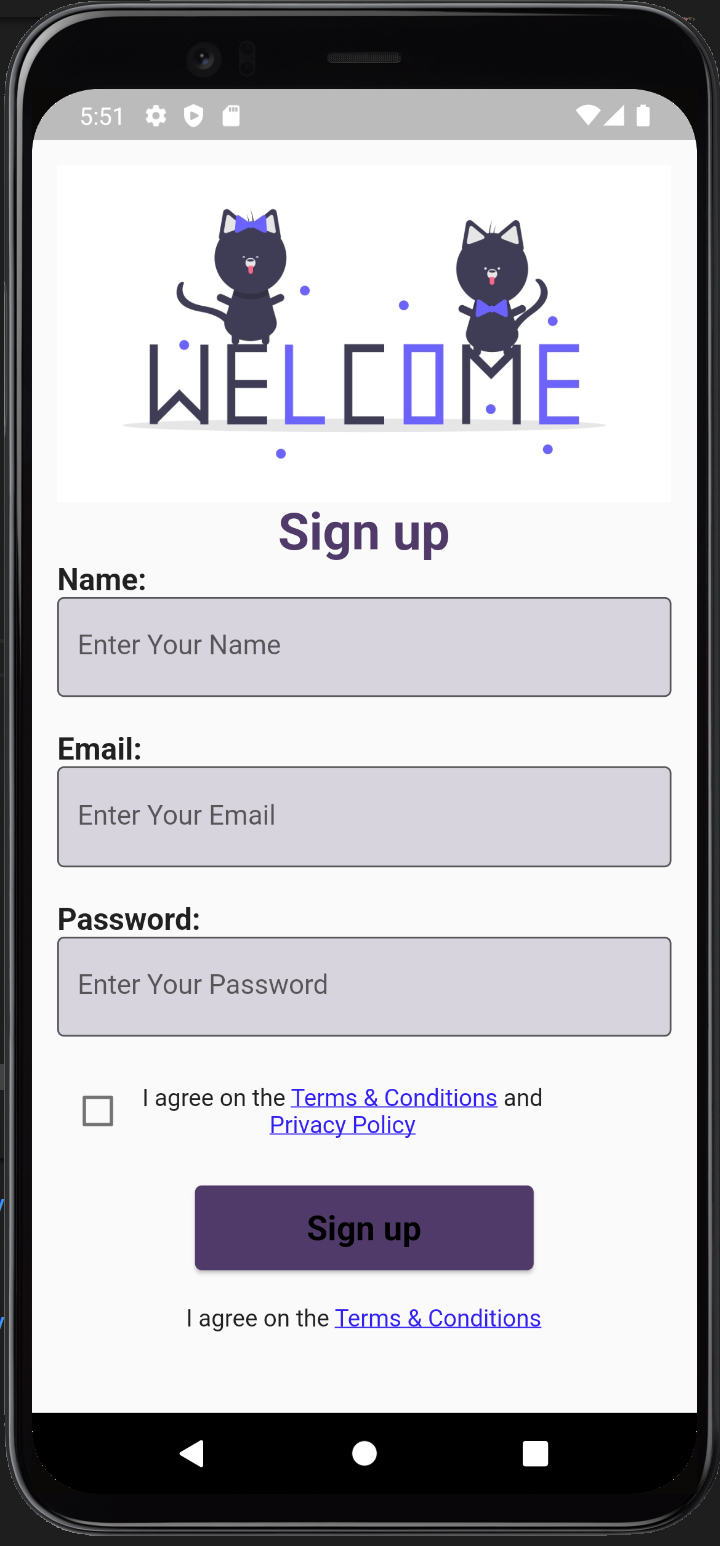 5:51
WELCOME
Sign up
Name:
Enter Your Name
Email:
Enter Your Email
Password:
Enter Your Password
I agree on the Terms & Conditions and
Privacy Policy
Sign up
I agree on the Terms & Conditions